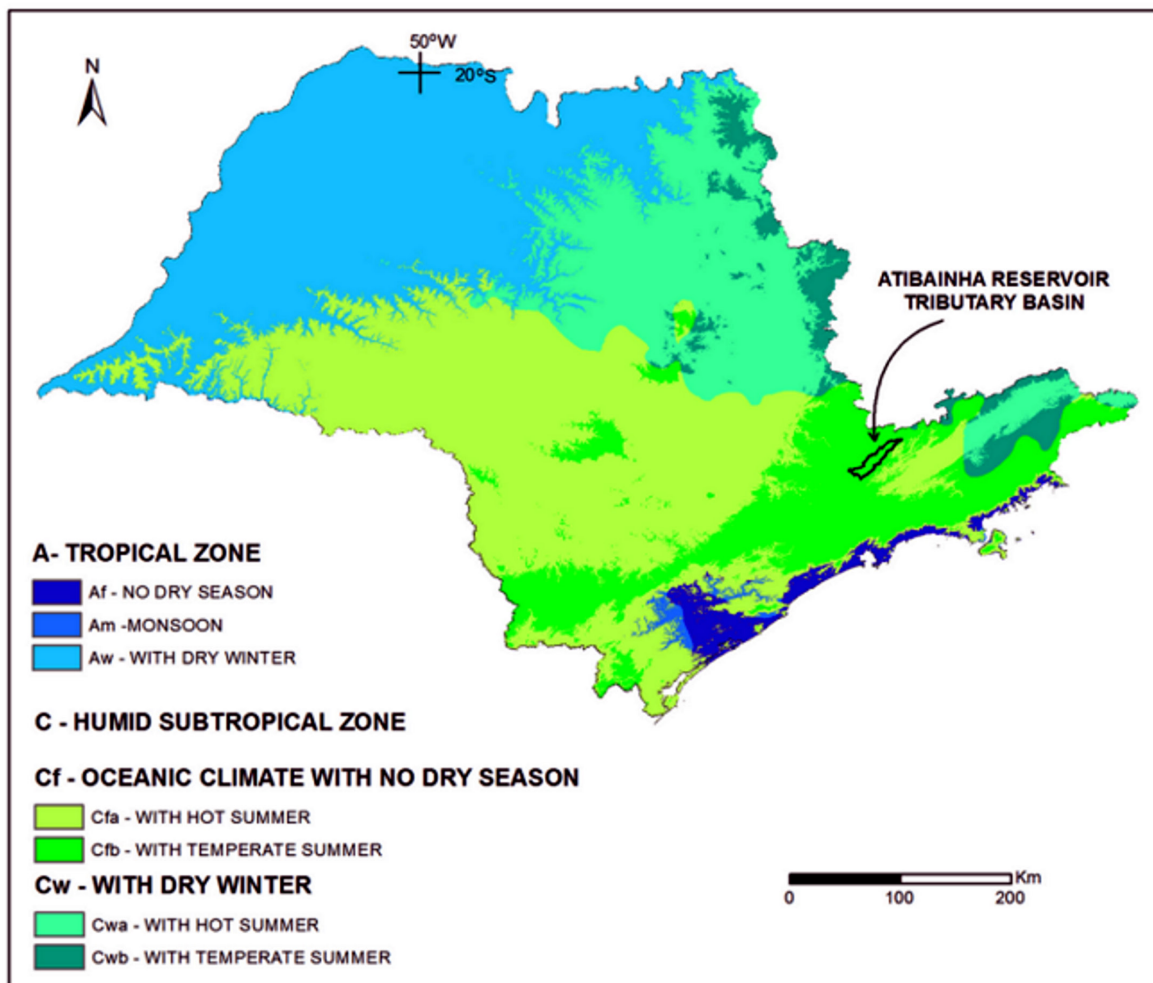 50°W
20°S
N
ATIBAINHA RESERVOIR
TRIBUTARY BASIN
A- TROPICAL ZONE
Af - NO DRY SEASON
Am -MONSOON
Aw - WITH DRY WINTER
C - HUMID SUBTROPICAL ZONE
Cf - OCEANIC CLIMATE WITH NO DRY SEASON
Cfa - WITH HOT SUMMER
Cfb - WITH TEMPERATE SUMMER
Cw - WITH DRY WINTER
Cwa - WITH HOT SUMMER
Cwb - WITH TEMPERATE SUMMER
Km
0 100 200